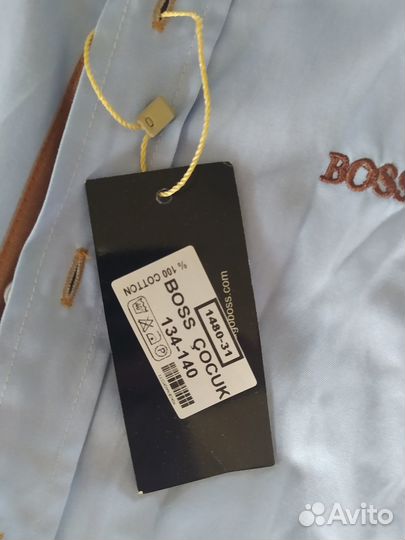 BOSS
goboss.com
1480-31
BOSS ÇOCUK
134-140
% 100 COTTON
P
Avito